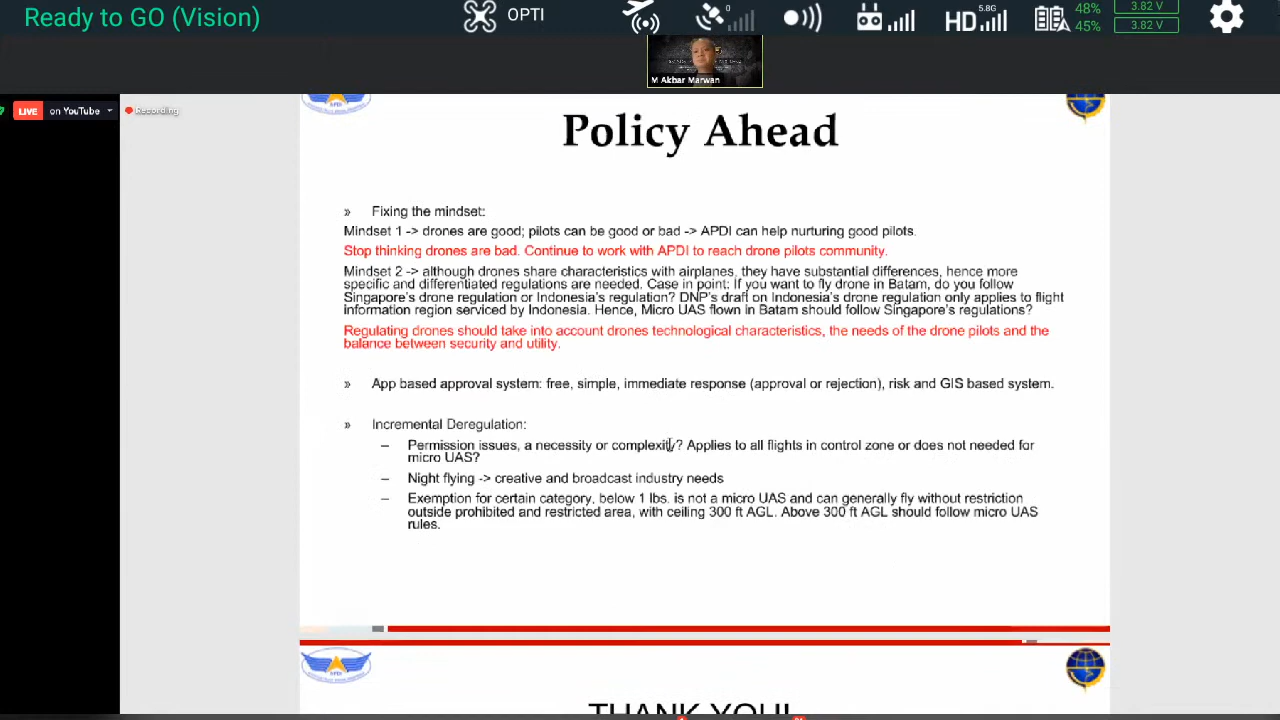 Ready to GO (Vision)
OPTI
0
5.8G
HD
48%
45%
3.82 V
3.82 V
M Akbar Marwan
LIVE on YouTube
Recording
Policy Ahead
» Fixing the mindset:
Mindset 1 -> drones are good; pilots can be good or bad -> APDI can help nurturing good pilots.
Stop thinking drones are bad. Continue to work with APDI to reach drone pilots community.
Mindset 2 -> although drones share characteristics with airplanes, they have substantial differences, hence more
specific and differentiated regulations are needed. Case in point: If you want to fly drone in Batam, do you follow
Singapore's drone regulation or Indonesia's regulation? DNP's draft on Indonesia's drone regulation only applies to flight
information region serviced by Indonesia. Hence, Micro UAS flown in Batam should follow Singapore's regulations?
Regulating drones should take into account drones technological characteristics, the needs of the drone pilots and the
balance between security and utility.
» App based approval system: free, simple, immediate response (approval or rejection), risk and GIS based system.
» Incremental Deregulation:
– Permission issues, a necessity or complexity? Applies to all flights in control zone or does not needed for
micro UAS?
– Night flying -> creative and broadcast industry needs
– Exemption for certain category, below 1 lbs. is not a micro UAS and can generally fly without restriction
outside prohibited and restricted area, with ceiling 300 ft AGL. Above 300 ft AGL should follow micro UAS
rules.
APDI
THANK YOU!